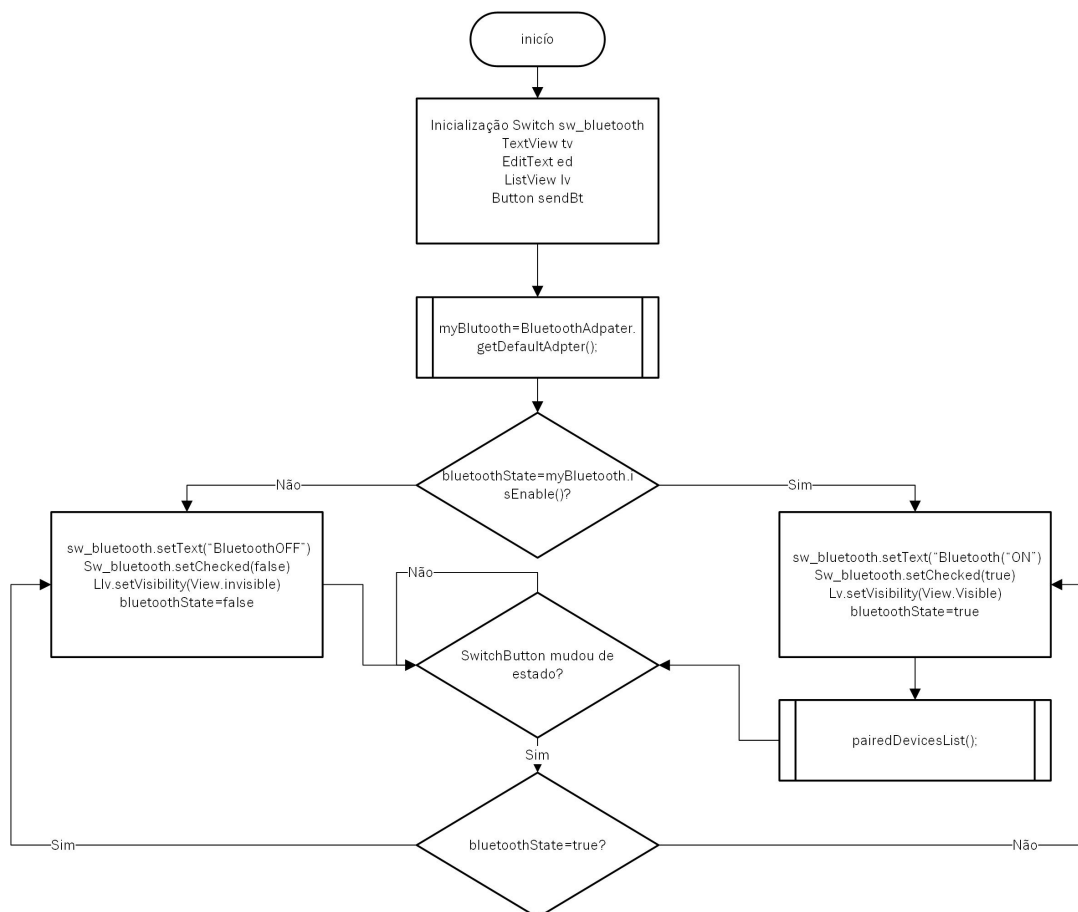 inicío
Inicialização Switch sw_bluetooth
TextView tv
EditText ed
ListView lv
Button sendBt
myBlutooth=BluetoothAdpater.
getDefaultAdpter();
bluetoothState=myBluetooth.i
sEnable()?
Não
Sim
sw_bluetooth.setText("BluetoothOFF")
Sw_bluetooth.setChecked(false)
Llv.setVisibility(View.invisible)
bluetoothState=false
sw_bluetooth.setText("Bluetooth("ON")
Sw_bluetooth.setChecked(true)
Lv.setVisibility(View.Visible)
bluetoothState=true
Não
SwitchButton mudou de
estado?
pairedDevicesList();
Sim
bluetoothState=true?
Sim
Não